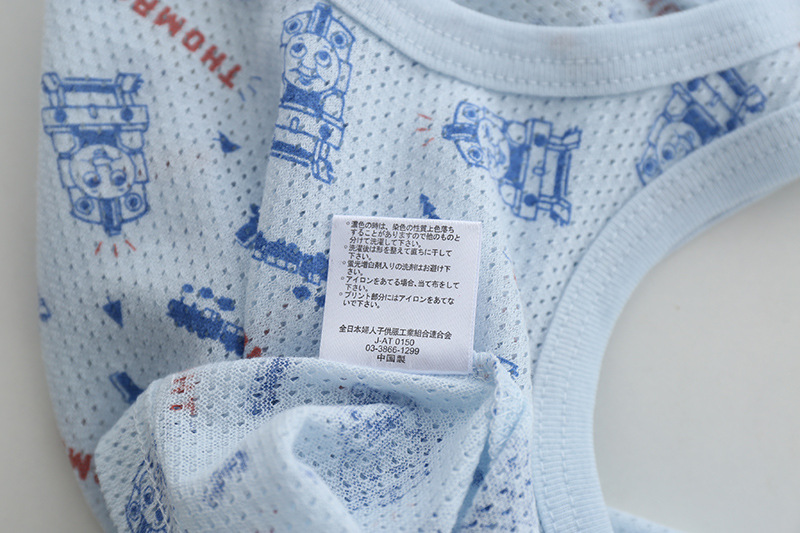 THOMA
◦濃色の時は、染色の性質上色落ち
することがありますので他のものと
分けて洗濯して下さい。
◦洗濯後は形を整えて直ちに干して
下さい。
◦蛍光増白剤入りの洗剤はお避け下
さい。
◦アイロンをあてる場合、当て布をして
下さい。
◦プリント部分にはアイロンをあてな
いで下さい。
全日本婦人子供服工業組合連合会
J-AT 0150
03-3866-1299
中国製